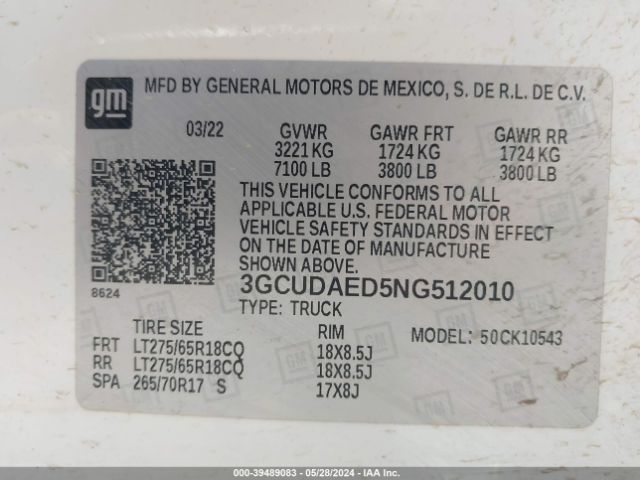 gm
MFD BY GENERAL MOTORS DE MEXICO, S. DE R.L. DE C.V.
03/22 GVWR GAWR FRT GAWR RR
3221 KG 1724 KG 1724 KG
7100 LB 3800 LB 3800 LB
THIS VEHICLE CONFORMS TO ALL
APPLICABLE U.S. FEDERAL MOTOR
VEHICLE SAFETY STANDARDS IN EFFECT
ON THE DATE OF MANUFACTURE
SHOWN ABOVE.
8624
3GCUDAED5NG512010
TYPE: TRUCK
TIRE SIZE RIM MODEL: 50CK10543
FRT LT275/65R18CQ 18X8.5J
RR LT275/65R18CQ 18X8.5J
SPA 265/70R17 S 17X8J
000-39489083 - 05/28/2024 - IAAI.COM